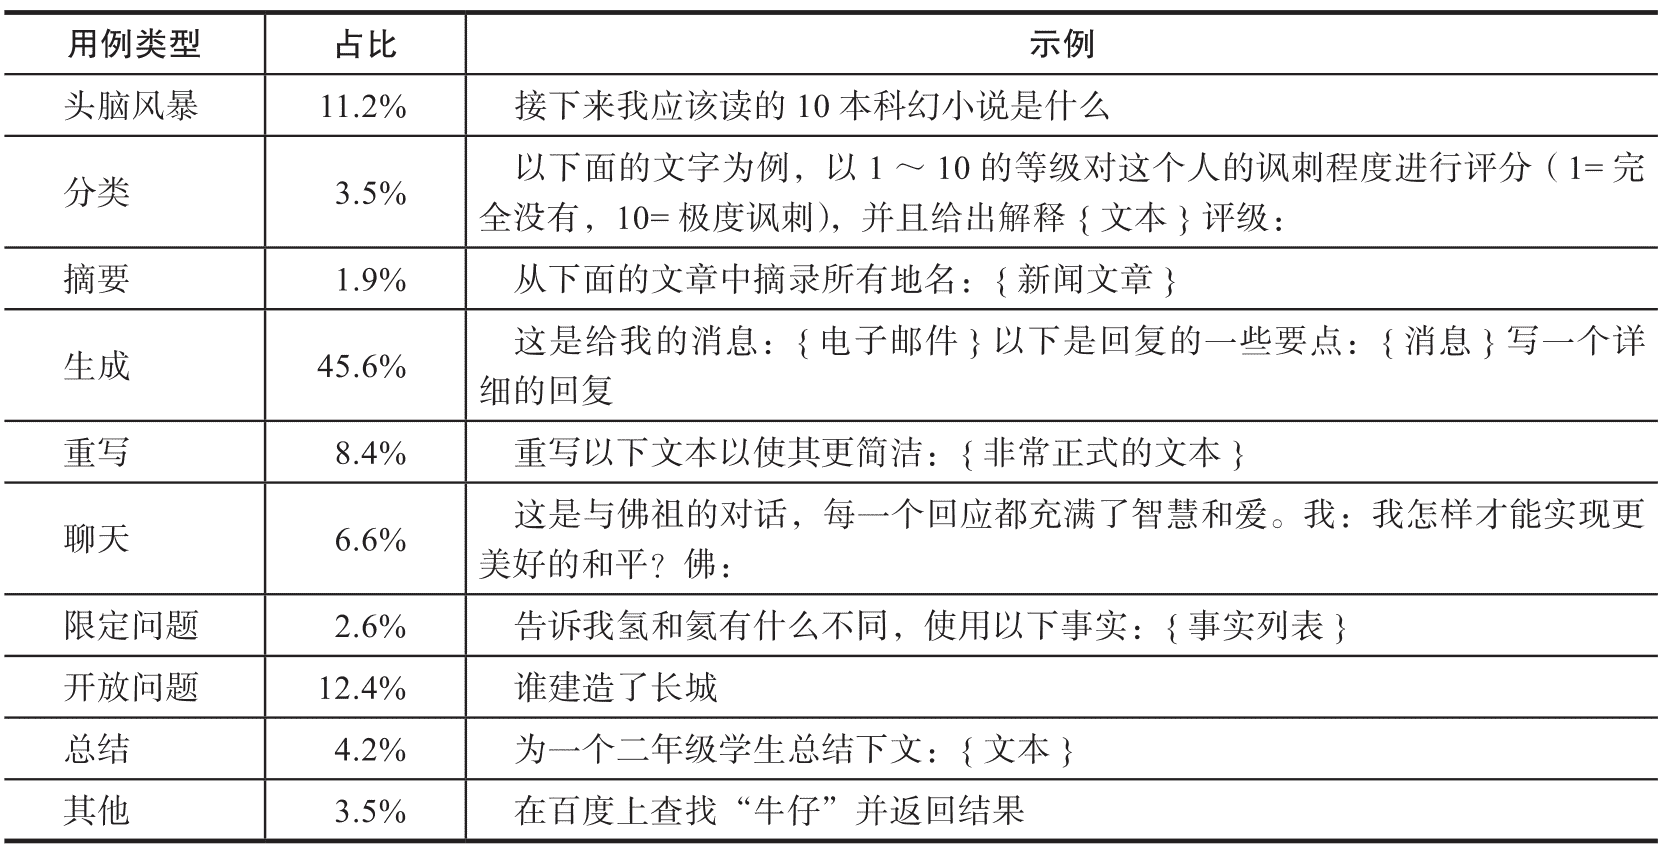 用例类型 占比 示例
头脑风暴 11.2% 接下来我应该读的 10 本科幻小说是什么
分类 3.5% 以下面的文字为例，以 1 ～ 10 的等级对这个人的讽刺程度进行评分（1= 完
全没有，10= 极度讽刺），并且给出解释 { 文本 } 评级：
摘要 1.9% 从下面的文章中摘录所有地名：{ 新闻文章 }
生成 45.6% 这是给我的消息：{ 电子邮件 } 以下是回复的一些要点：{ 消息 } 写一个详
细的回复
重写 8.4% 重写以下文本以使其更简洁：{ 非常正式的文本 }
聊天 6.6% 这是与佛祖的对话，每一个回应都充满了智慧和爱。我：我怎样才能实现更
美好的和平？佛：
限定问题 2.6% 告诉我氢和氦有什么不同，使用以下事实：{ 事实列表 }
开放问题 12.4% 谁建造了长城
总结 4.2% 为一个二年级学生总结下文：{ 文本 }
其他 3.5% 在百度上查找“牛仔”并返回结果